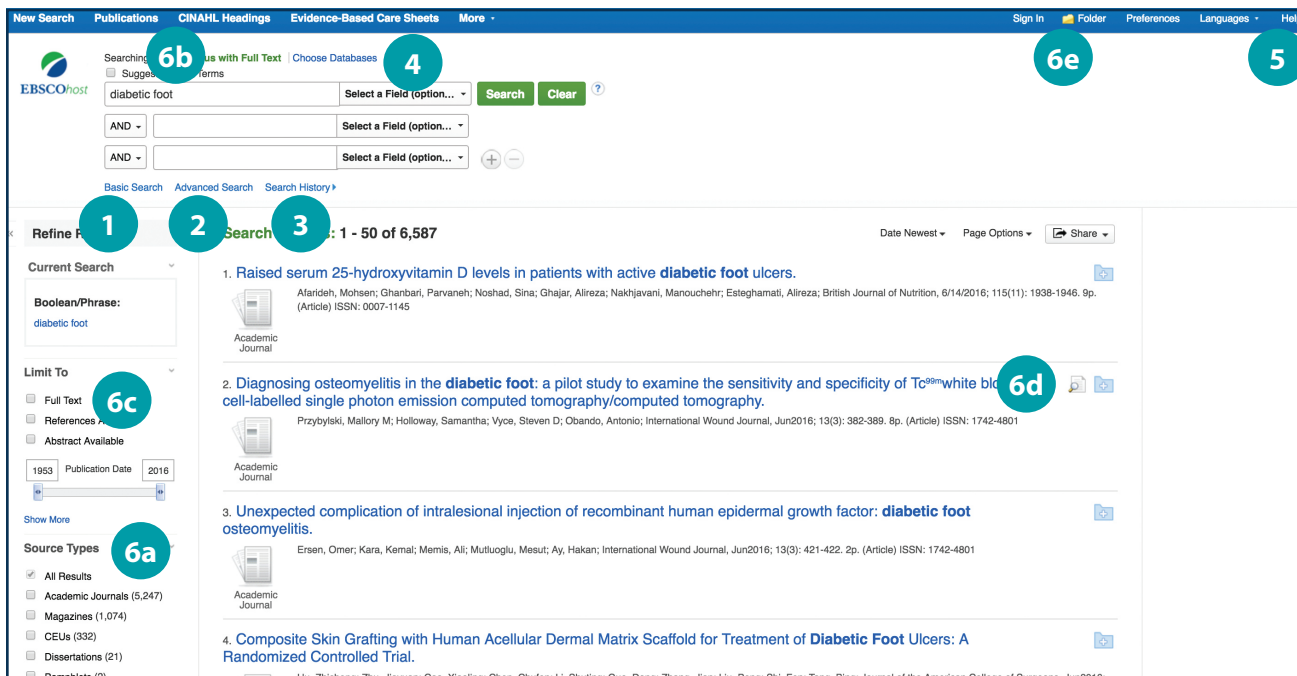 New Search Publications CINAHL Headings Evidence-Based Care Sheets More Sign In Folder Preferences Languages Hel
6b 4 6e 5
Searching us with Full Text Choose Databases
Sugges Terms
EBSCOhost
diabetic foot Select a Field (option... Search Clear ?
AND Select a Field (option...
AND Select a Field (option...
Basic Search Advanced Search Search History
1 2 3
Refine Search : 1 - 50 of 6,587 Date Newest Page Options Share
Current Search
Boolean/Phrase:
diabetic foot
1. Raised serum 25-hydroxyvitamin D levels in patients with active diabetic foot ulcers.
Afarideh, Mohsen; Ghanbari, Parvaneh; Noshad, Sina; Ghajar, Alireza; Nakhjavani, Manouchehr; Esteghamati, Alireza; British Journal of Nutrition, 6/14/2016; 115(11): 1938-1946. 9p.
(Article) ISSN: 0007-1145
Academic
Journal
Limit To
Full Text
References A
Abstract Available
6c
1953 Publication Date 2016
Show More
2. Diagnosing osteomyelitis in the diabetic foot: a pilot study to examine the sensitivity and specificity of Tc99mwhite blo
cell-labelled single photon emission computed tomography/computed tomography.
6d
Przybylski, Mallory M; Holloway, Samantha; Vyce, Steven D; Obando, Antonio; International Wound Journal, Jun2016; 13(3): 382-389. 8p. (Article) ISSN: 1742-4801
Academic
Journal
3. Unexpected complication of intralesional injection of recombinant human epidermal growth factor: diabetic foot
osteomyelitis.
Ersen, Omer; Kara, Kemal; Memis, Ali; Mutluoglu, Mesut; Ay, Hakan; International Wound Journal, Jun2016; 13(3): 421-422. 2p. (Article) ISSN: 1742-4801
Academic
Journal
Source Types
6a
All Results
Academic Journals (5,247)
Magazines (1,074)
CEUs (332)
Dissertations (21)
4. Composite Skin Grafting with Human Acellular Dermal Matrix Scaffold for Treatment of Diabetic Foot Ulcers: A
Randomized Controlled Trial.